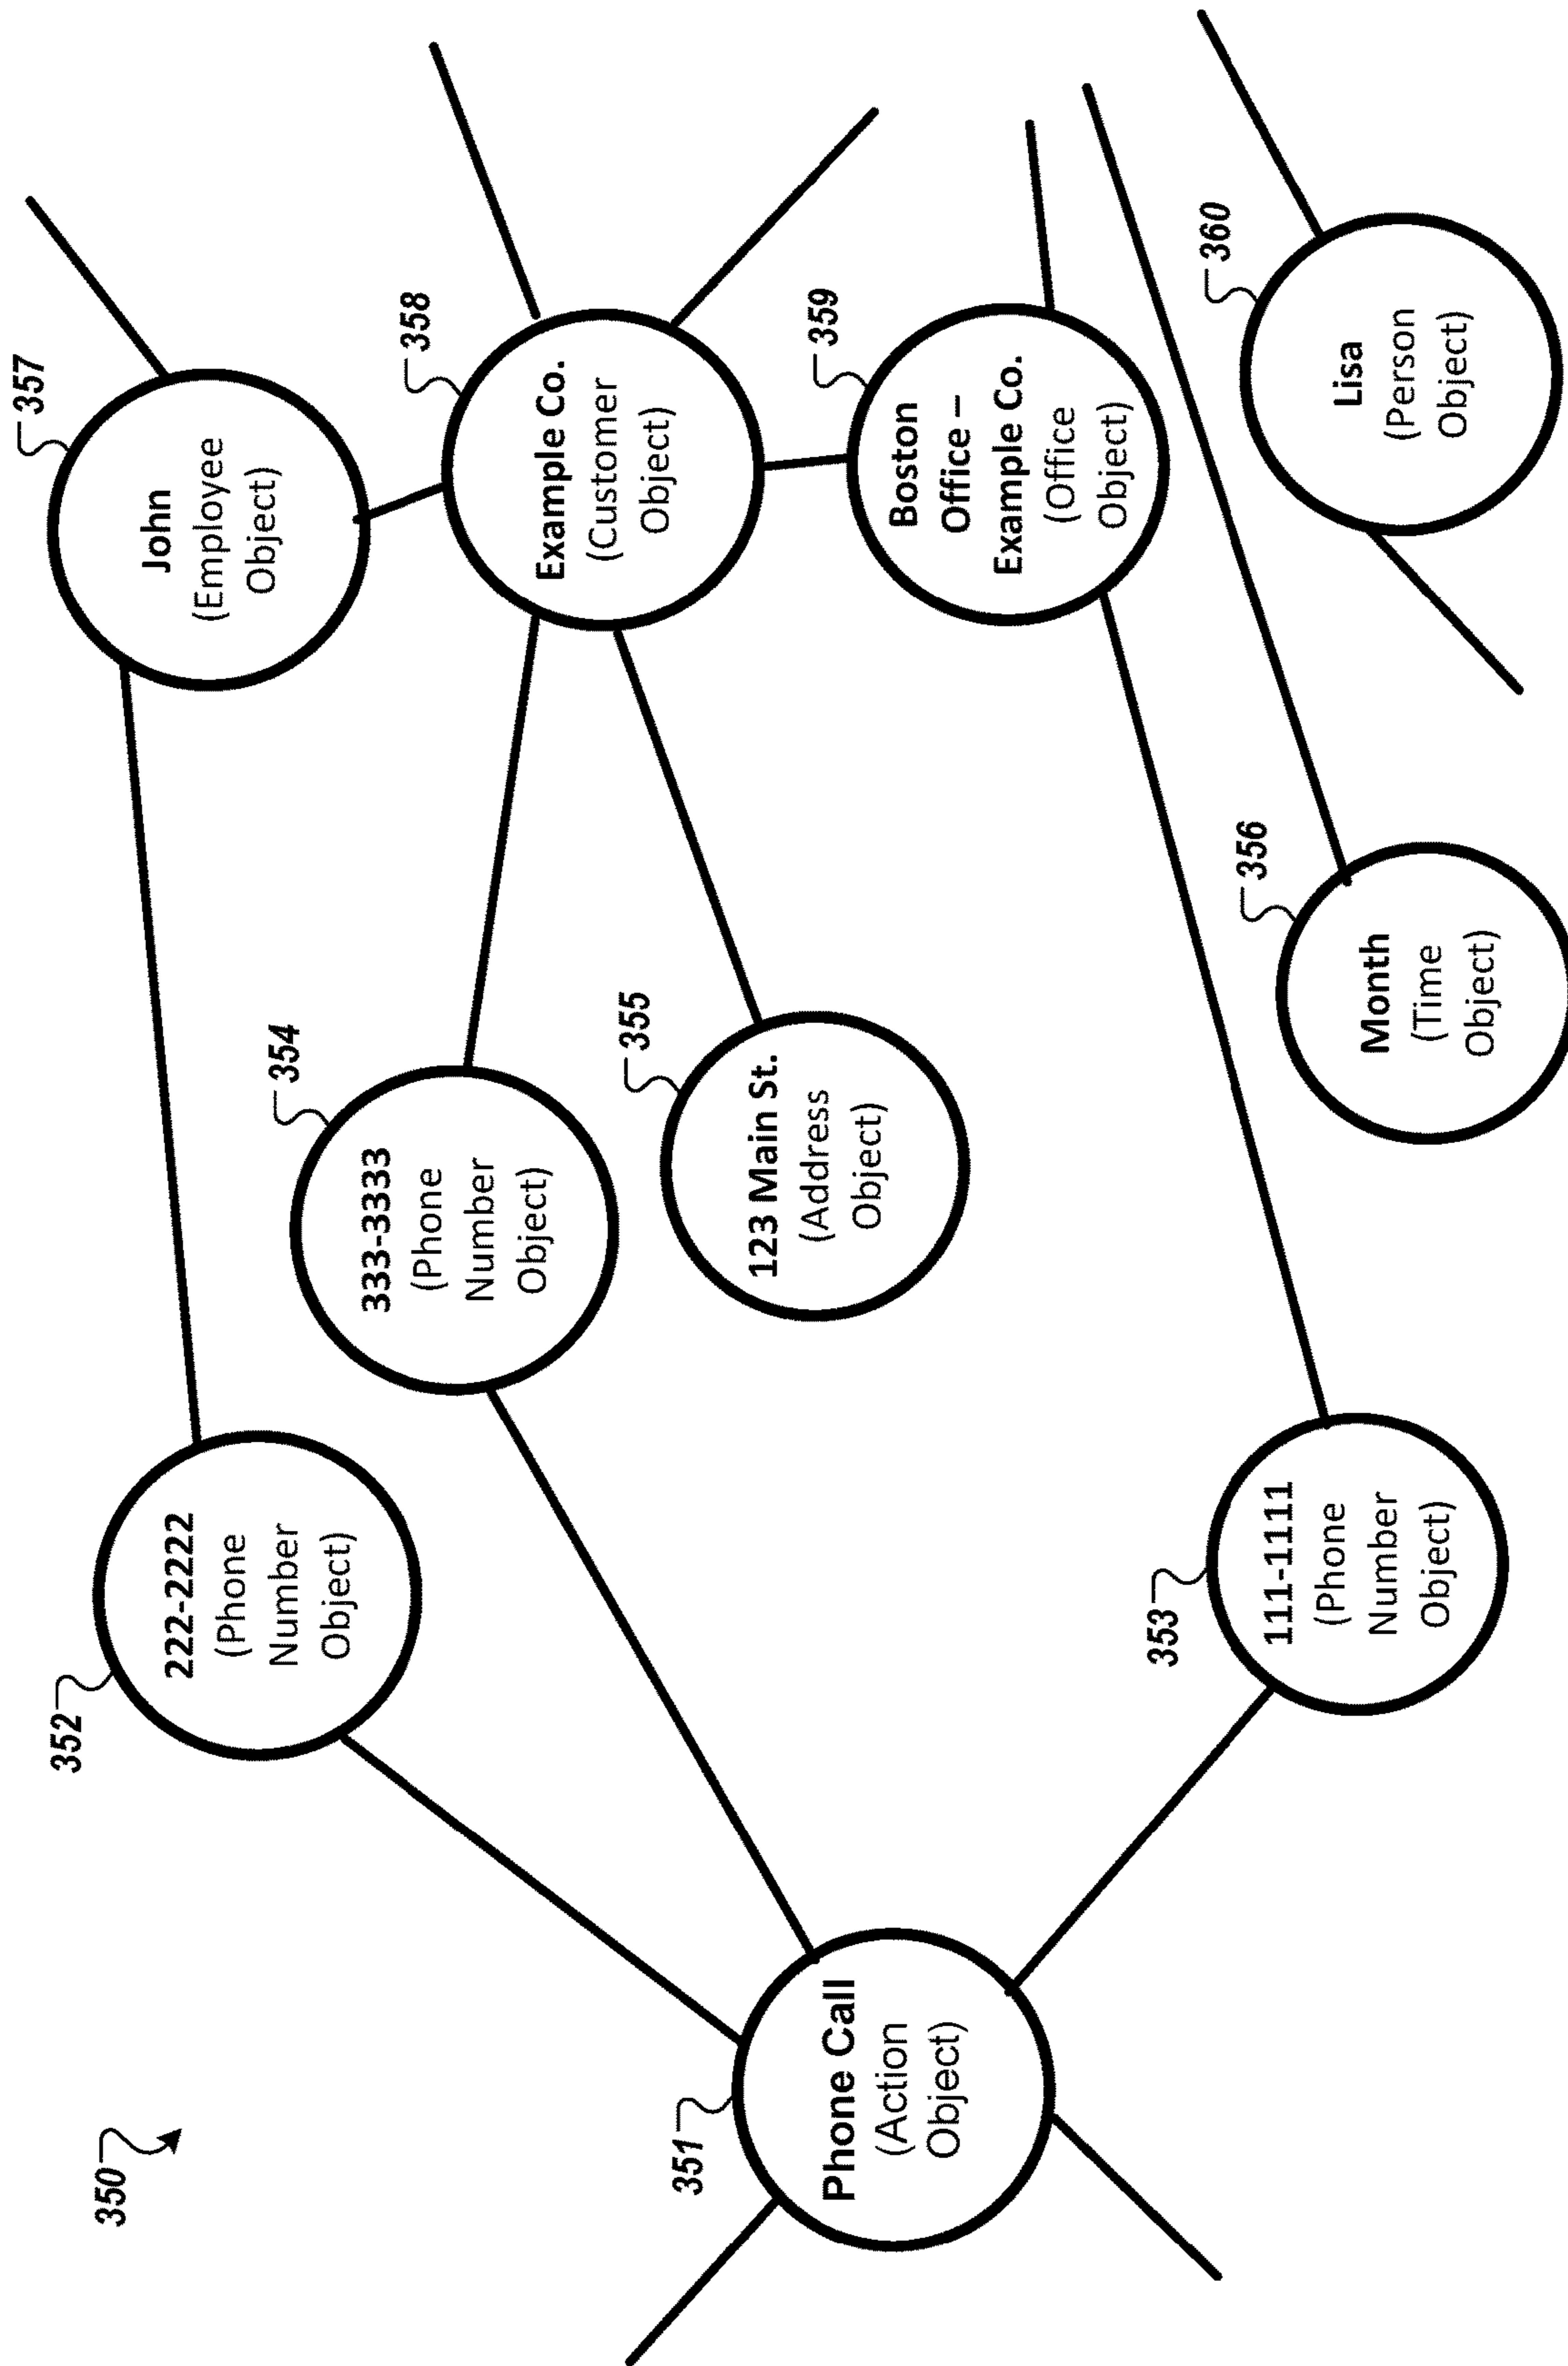 350
351
Phone Call
(Action
Object)
352
222-2222
(Phone
Number
Object)
353
111-1111
(Phone
Number
Object)
354
333-3333
(Phone
Number
Object)
355
123 Main St.
(Address
Object)
356
Month
(Time
Object)
357
John
(Employee
Object)
358
Example Co.
(Customer
Object)
359
Boston
Office –
Example Co.
(Office
Object)
360
Lisa
(Person
Object)